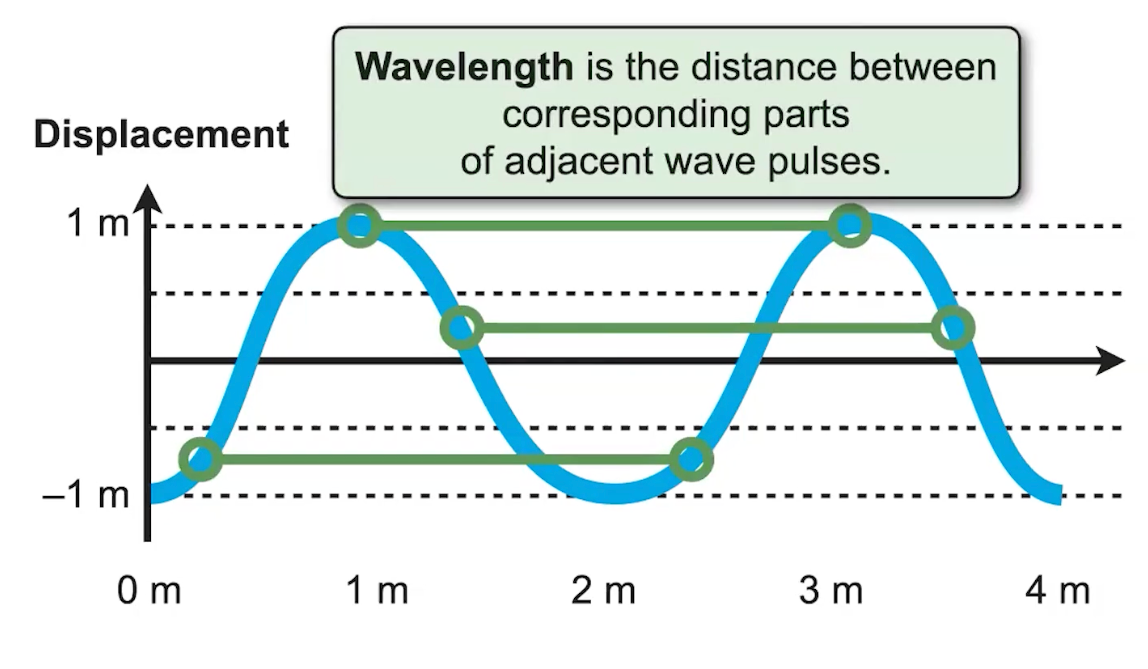 Wavelength is the distance between
corresponding parts
of adjacent wave pulses.
Displacement
1 m
–1 m
0 m 1 m 2 m 3 m 4 m